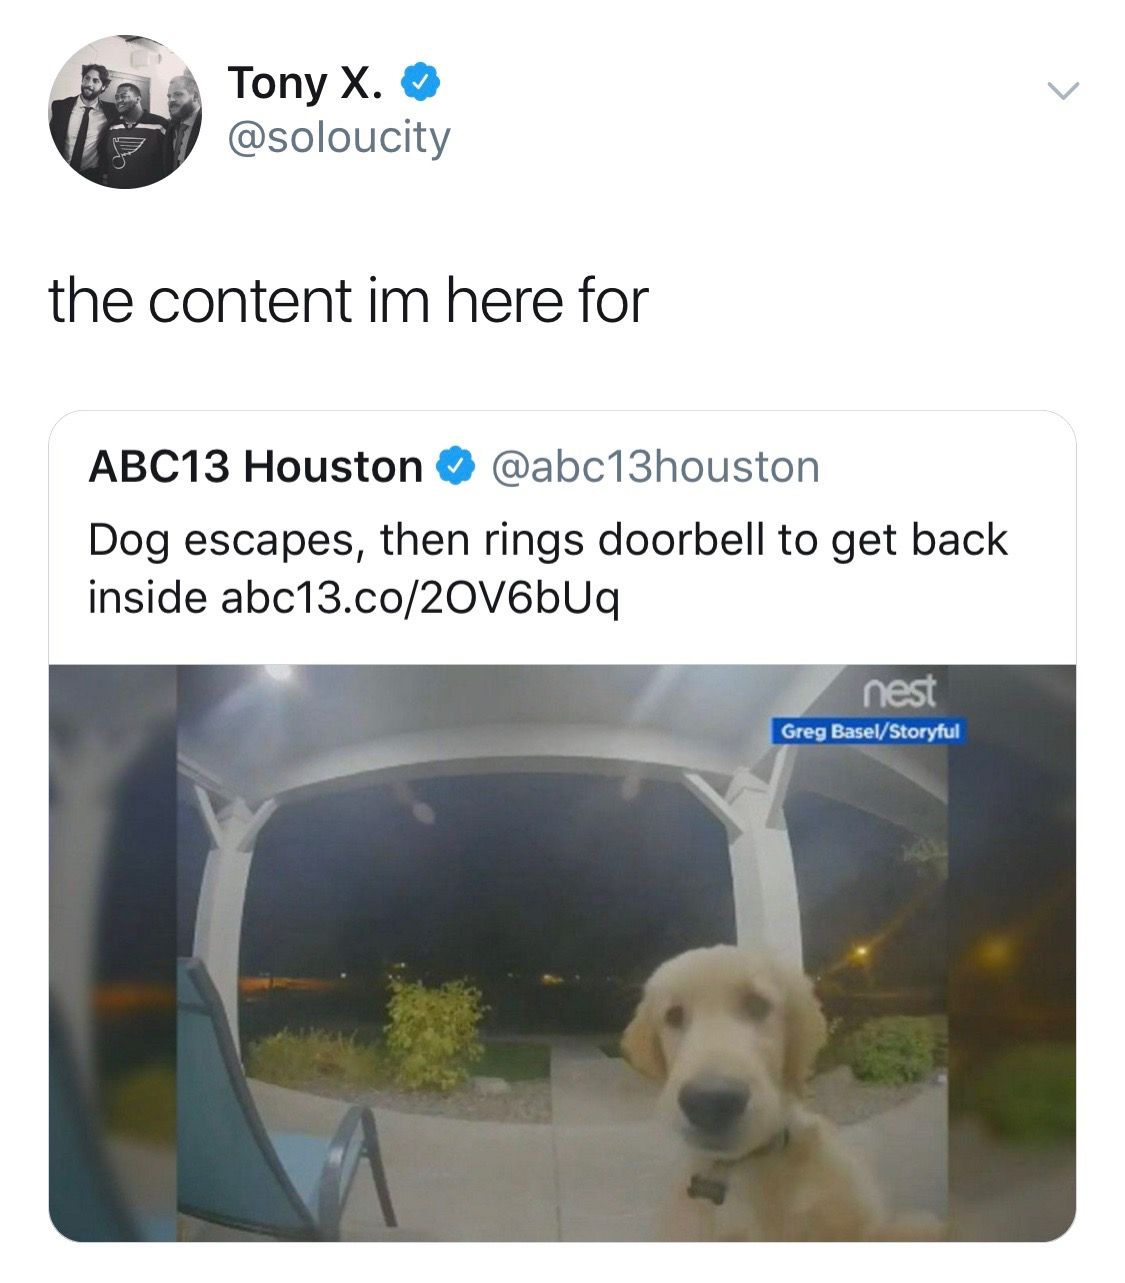 Tony X.
@soloucity
the content im here for
ABC13 Houston @abc13houston
Dog escapes, then rings doorbell to get back
inside abc13.co/2OV6bUq
nest
Greg Basel/Storyful